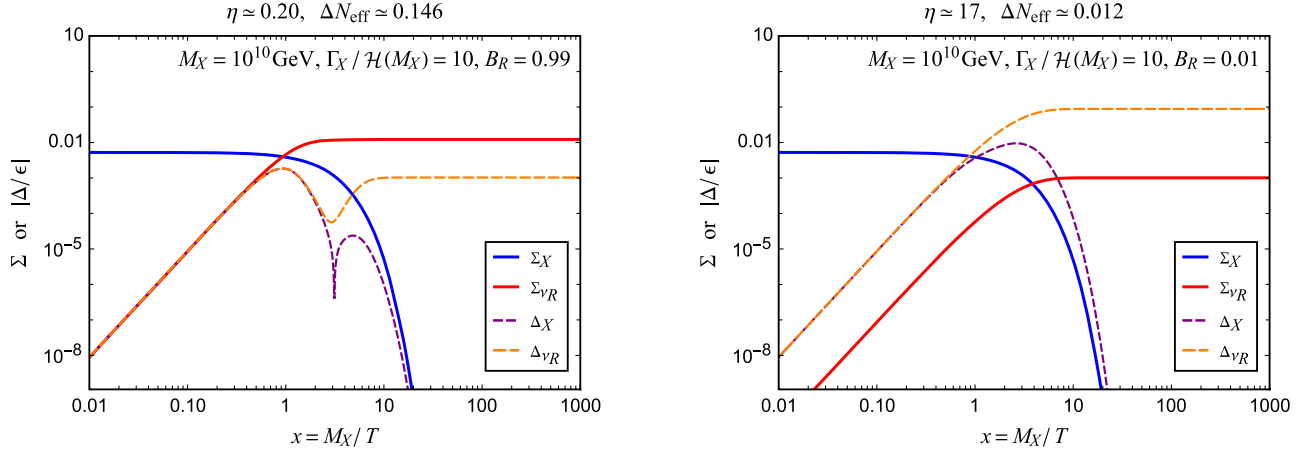 η ≃ 0.20, ΔN_eff ≃ 0.146
M_X = 10^10 GeV, Γ_X / ℋ(M_X) = 10, B_R = 0.99
10
0.01
10^-5
10^-8
Σ or |Δ/ϵ|
Σ_X
Σ_νR
Δ_X
Δ_νR
0.01 0.10 1 10 100 1000
x = M_X / T
η ≃ 17, ΔN_eff ≃ 0.012
M_X = 10^10 GeV, Γ_X / ℋ(M_X) = 10, B_R = 0.01
10
0.01
10^-5
10^-8
Σ or |Δ/ϵ|
Σ_X
Σ_νR
Δ_X
Δ_νR
0.01 0.10 1 10 100 1000
x = M_X / T